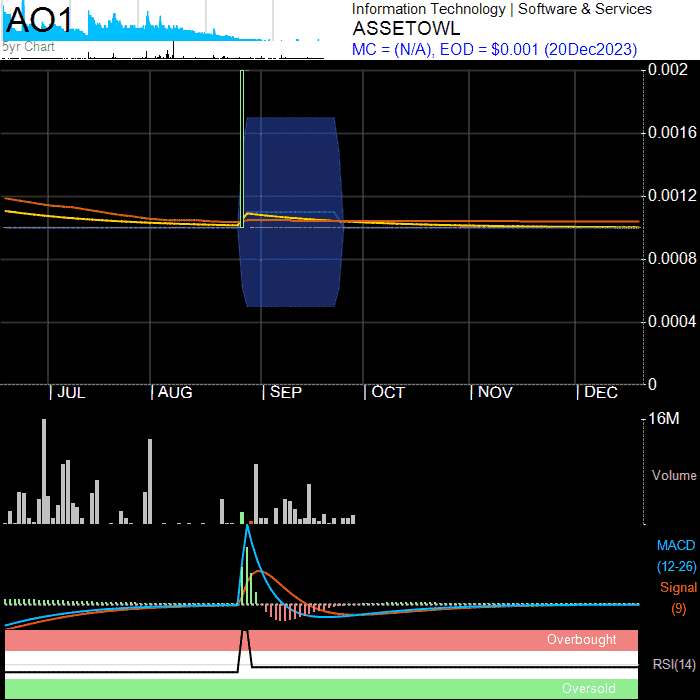 AO1
Information Technology | Software & Services
ASSETOWL
5yr Chart
MC = (N/A), EOD = $0.001 (20Dec2023)
0.002
0.0016
0.0012
0.0008
0.0004
0
| JUL | AUG | SEP | OCT | NOV | DEC
16M
Volume
MACD
(12-26)
Signal
(9)
Overbought
RSI(14)
Oversold